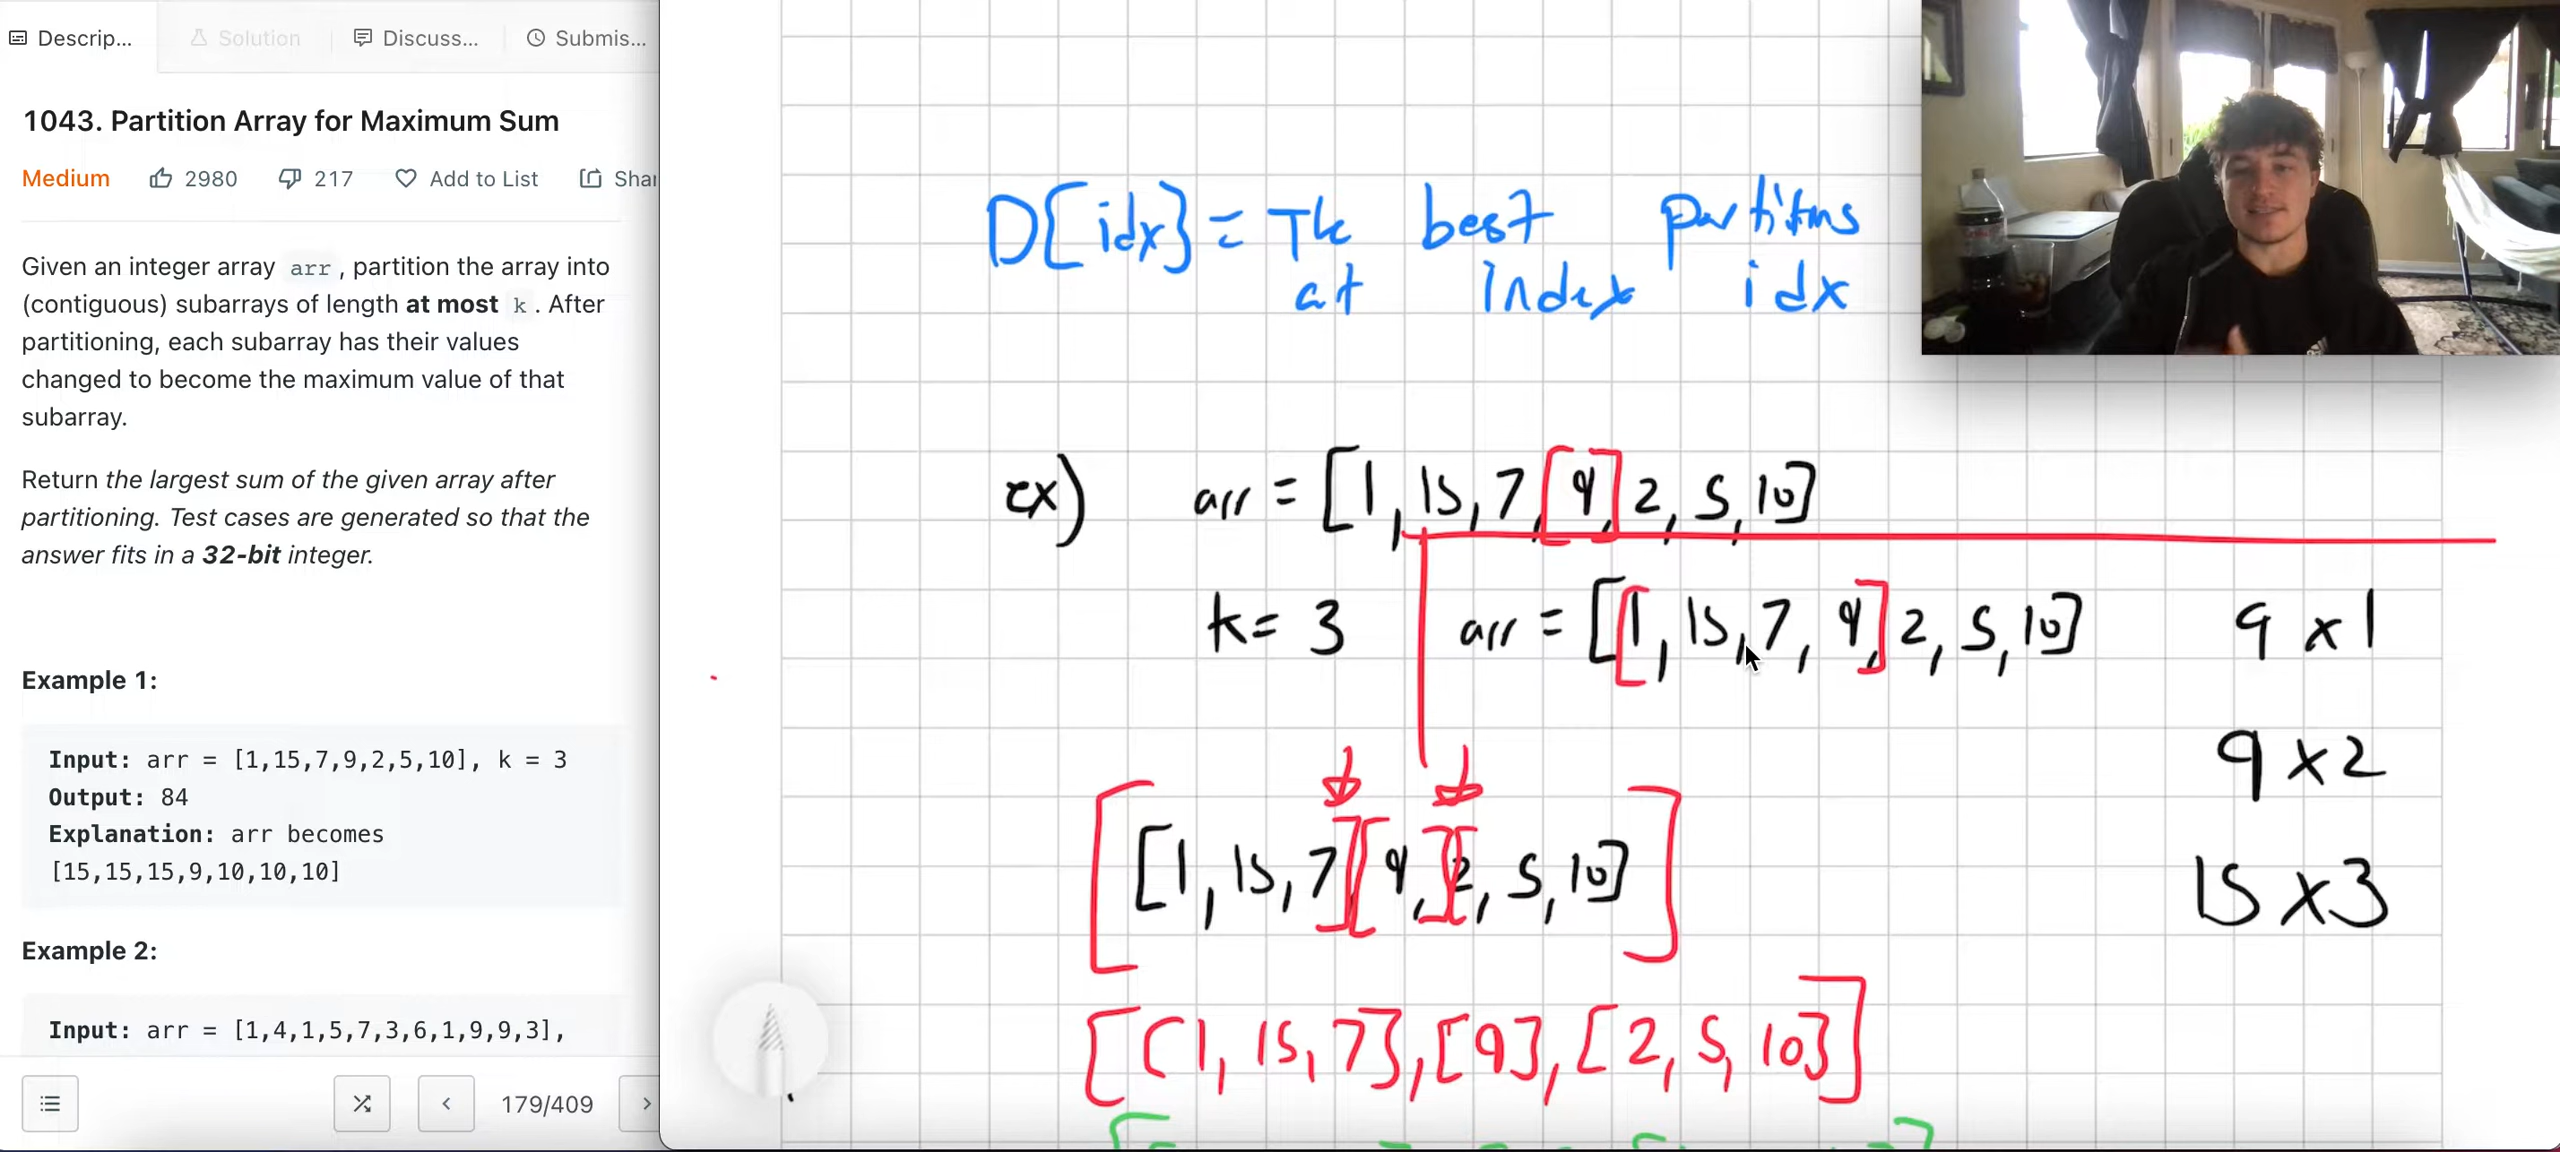 Descrip...
Solution
Discuss...
Submis...
1043. Partition Array for Maximum Sum
Medium 2980 217 Add to List Shar
Given an integer array arr , partition the array into
(contiguous) subarrays of length at most k . After
partitioning, each subarray has their values
changed to become the maximum value of that
subarray.
Return the largest sum of the given array after
partitioning. Test cases are generated so that the
answer fits in a 32-bit integer.
Example 1:
Input: arr = [1,15,7,9,2,5,10], k = 3
Output: 84
Explanation: arr becomes
[15,15,15,9,10,10,10]
Example 2:
Input: arr = [1,4,1,5,7,3,6,1,9,9,3],
179/409
D[idx] = The best partitions
at index idx
ex) arr = [1, 15, 7, [9,] 2, 5, 10]
k = 3 arr = [[1, 15, 7, 9,] 2, 5, 10]
9 x 1
9 x 2
15 x 3
[[1, 15, 7][9,][2, 5, 10]]
[[1, 15, 7], [9], [2, 5, 10]]